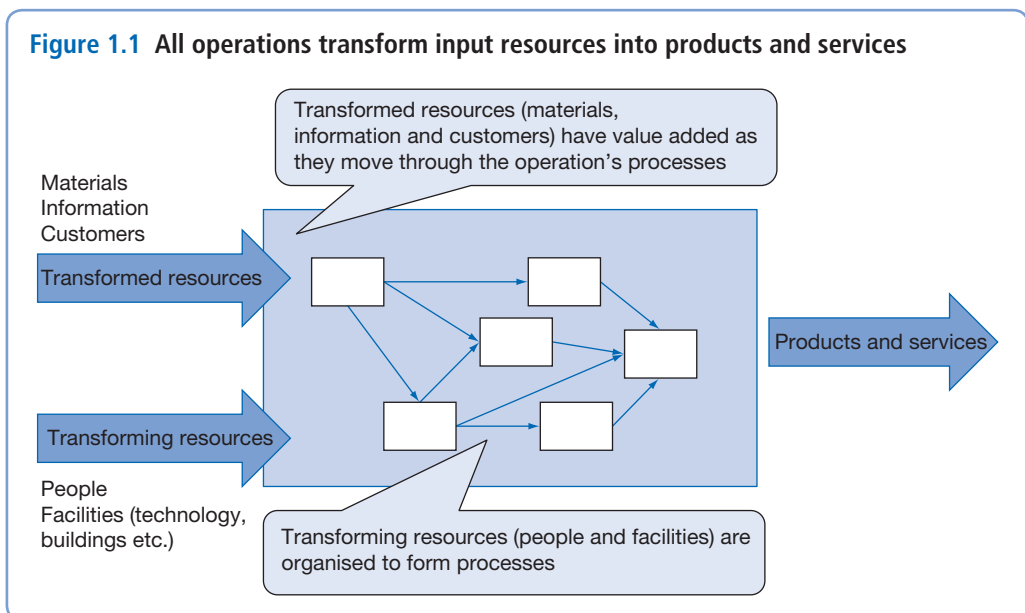 Figure 1.1 All operations transform input resources into products and services
Transformed resources (materials,
information and customers) have value added as
they move through the operation’s processes
Materials
Information
Customers
Transformed resources
Products and services
Transforming resources
People
Facilities (technology,
buildings etc.)
Transforming resources (people and facilities) are
organised to form processes